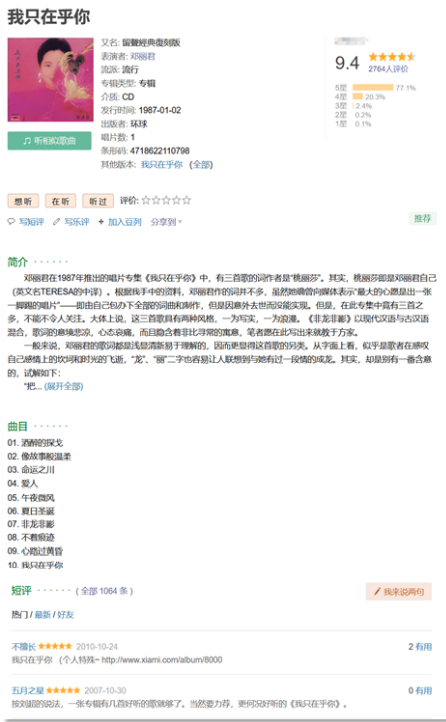 我只在乎你
又名: 留聲經典復刻版
表演者: 邓丽君
流派: 流行
专辑类型: 专辑
介质: CD
发行时间: 1987-01-02
出版者: 环球
唱片数: 1
条形码: 4718622110798
其他版本: 我只在乎你 (全部)
听相似歌曲
9.4
2764人评价
5星 77.1%
4星 20.3%
3星 2.4%
2星 0.2%
1星 0.1%
想听 在听 听过 评价:
写短评 写乐评 + 加入豆列 分享到
推荐
简介 · · · · · ·
邓丽君在1987年推出的唱片专集《我只在乎你》中，有三首歌的词作者是“桃丽莎”。其实，桃丽莎即是邓丽君自己
（英文名TERESA的中译）。根据我手中的资料，邓丽君作的词并不多，虽然她确曾向媒体表示“最大的心愿是出一张
一脚踢的唱片”——即由自己包办下全部的词曲和制作，但是因意外去世而没能实现。但是，在此专集中竟有三首之
多，不能不令人关注。大体上说，这三首歌具有两种风格，一为写实，一为浪漫。《非龙非彲》以现代汉语与古汉语
混合，歌词的意境悲凉，心态哀痛，而且隐含着非比寻常的寓意，笔者愿在此写出来就教于方家。
一般来说，邓丽君的歌词都是浅显清新易于理解的，因而更显得这首歌的另类。从字面上看，似乎是歌者在感叹
自己感情上的坎坷和时光的飞逝，“龙”、“丽”二字也容易让人联想到与她有过一段情的成龙。其实，却是别有一番含意
的，试解如下：
“把... (展开全部)
曲目 · · · · · ·
01. 酒醉的探戈
02. 像故事般温柔
03. 命运之川
04. 爱人
05. 午夜微风
06. 夏日圣诞
07. 非龙非彲
08. 不着痕迹
09. 心路过黄昏
10. 我只在乎你
短评 · · · · · · ( 全部 1064 条 )
我来说两句
热门 / 最新 / 好友
不擅长 2010-10-24 2 有用
我只在乎你 (个人特殊~ http://www.xiami.com/album/8000
五月之星 2007-10-30 0 有用
按刘超的说法，一张专辑有几首好听的歌就够了。当然要力荐，更何况好听的《我只在乎你》。